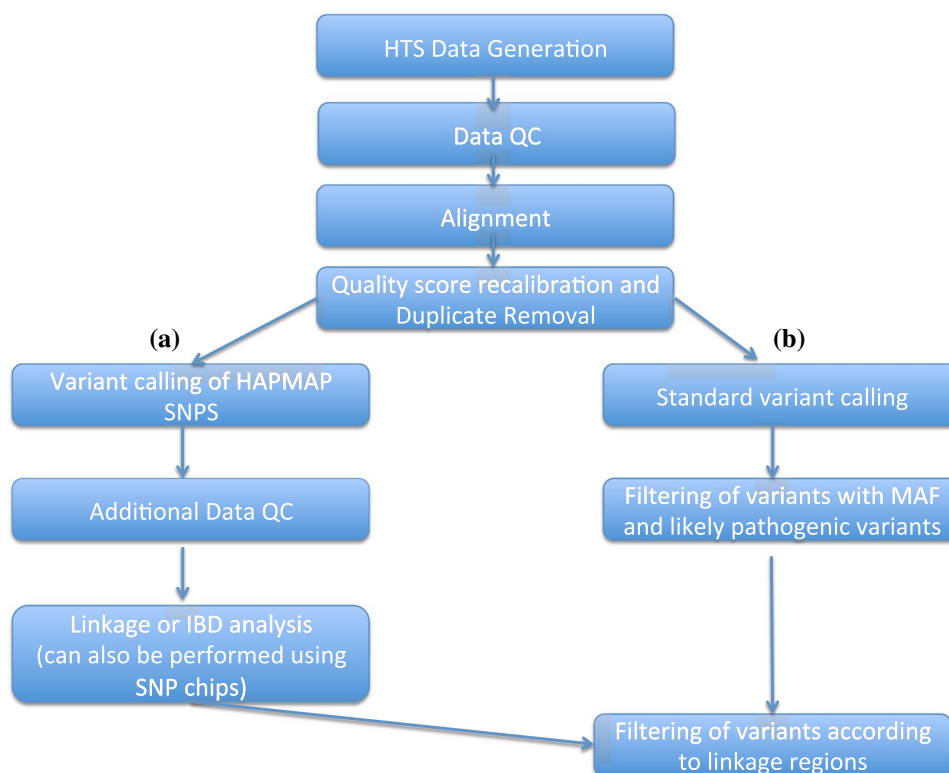 HTS Data Generation
Data QC
Alignment
Quality score recalibration and
Duplicate Removal
(a)
(b)
Variant calling of HAPMAP
SNPS
Standard variant calling
Additional Data QC
Filtering of variants with MAF
and likely pathogenic variants
Linkage or IBD analysis
(can also be performed using
SNP chips)
Filtering of variants according
to linkage regions